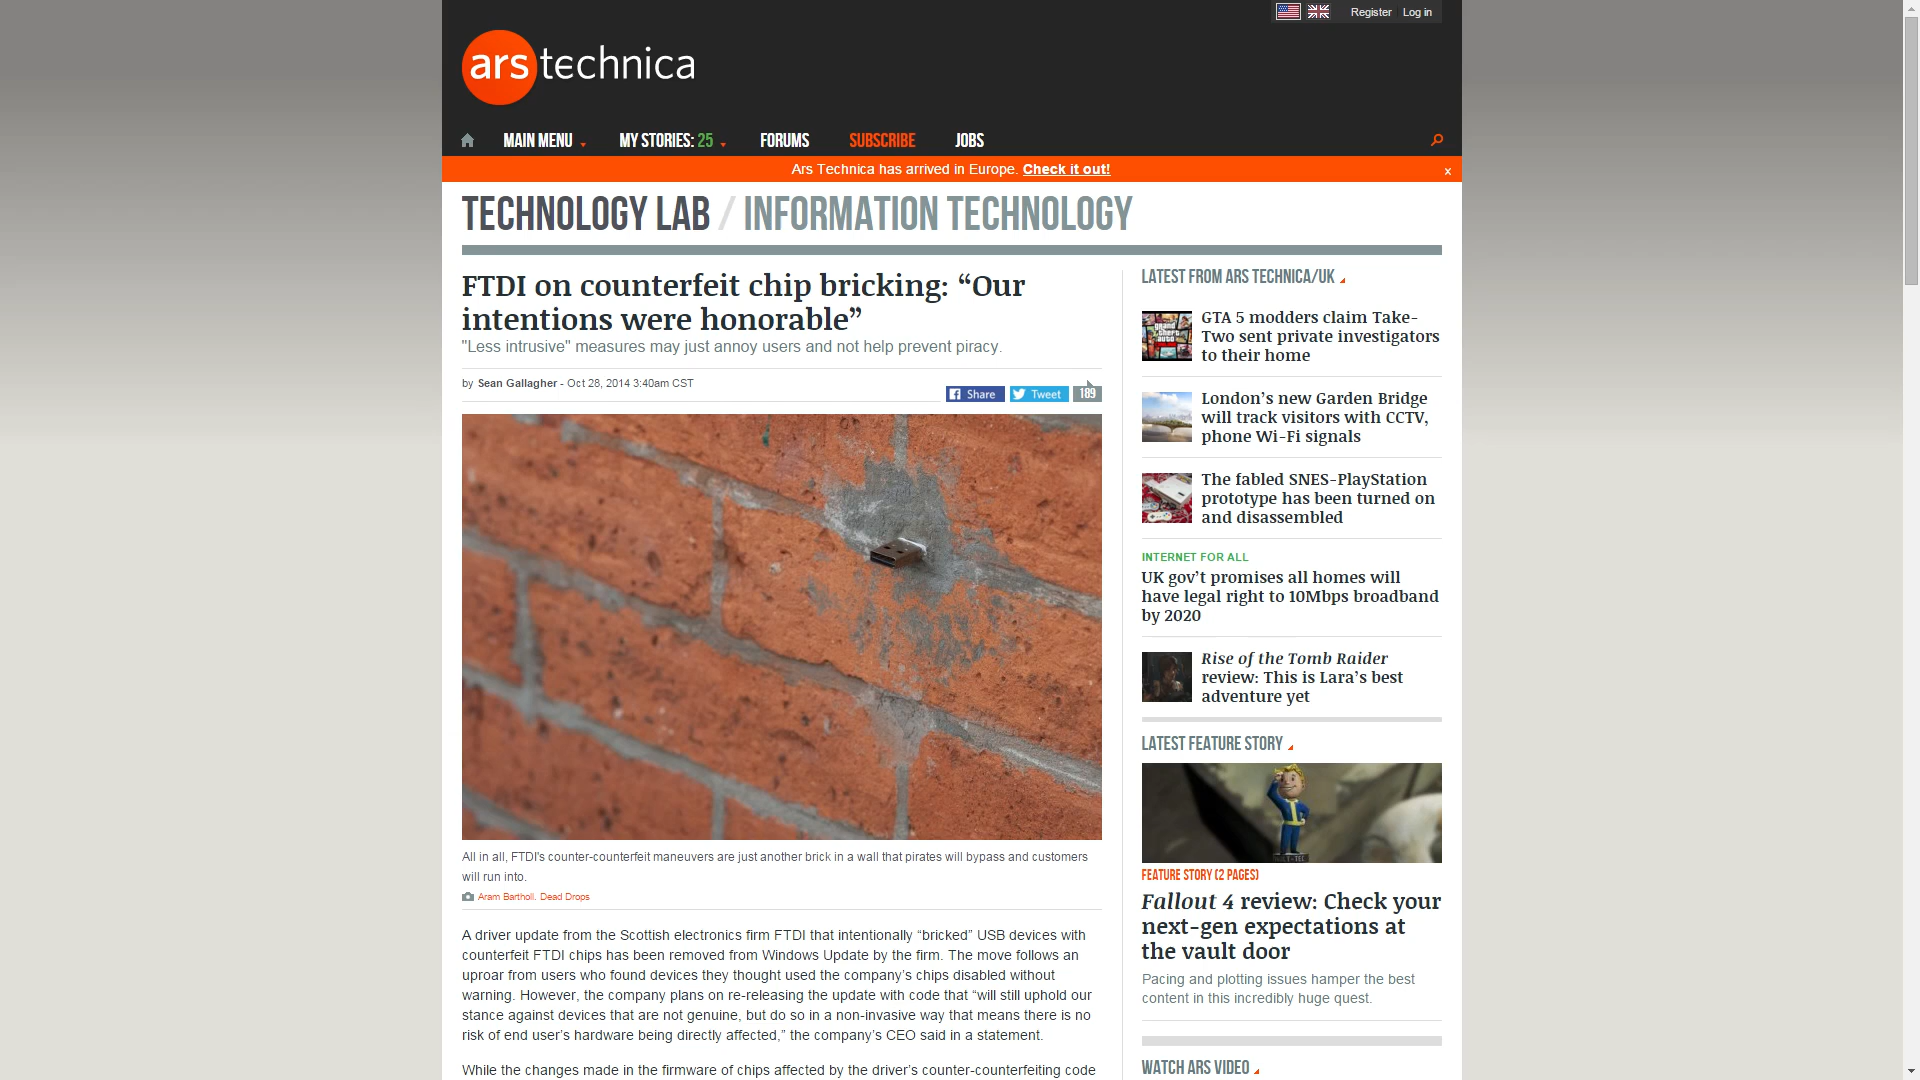 Register Log in
ars technica
MAIN MENU MY STORIES: 25 FORUMS SUBSCRIBE JOBS
Ars Technica has arrived in Europe. Check it out! x
TECHNOLOGY LAB / INFORMATION TECHNOLOGY
FTDI on counterfeit chip bricking: “Our
intentions were honorable”
"Less intrusive" measures may just annoy users and not help prevent piracy.
by Sean Gallagher - Oct 28, 2014 3:40am CST
Share Tweet 189
All in all, FTDI's counter-counterfeit maneuvers are just another brick in a wall that pirates will bypass and customers
will run into.
Aram Bartholl, Dead Drops
A driver update from the Scottish electronics firm FTDI that intentionally “bricked” USB devices with
counterfeit FTDI chips has been removed from Windows Update by the firm. The move follows an
uproar from users who found devices they thought used the company’s chips disabled without
warning. However, the company plans on re-releasing the update with code that “will still uphold our
stance against devices that are not genuine, but do so in a non-invasive way that means there is no
risk of end user’s hardware being directly affected,” the company’s CEO said in a statement.
While the changes made in the firmware of chips affected by the driver’s counter-counterfeiting code
LATEST FROM ARS TECHNICA/UK
grand theft auto
GTA 5 modders claim Take-
Two sent private investigators
to their home
London’s new Garden Bridge
will track visitors with CCTV,
phone Wi-Fi signals
The fabled SNES-PlayStation
prototype has been turned on
and disassembled
INTERNET FOR ALL
UK gov’t promises all homes will
have legal right to 10Mbps broadband
by 2020
Rise of the Tomb Raider
review: This is Lara’s best
adventure yet
LATEST FEATURE STORY
VAULT-TEC
FEATURE STORY (2 PAGES)
Fallout 4 review: Check your
next-gen expectations at
the vault door
Pacing and plotting issues hamper the best
content in this incredibly huge quest.
WATCH ARS VIDEO